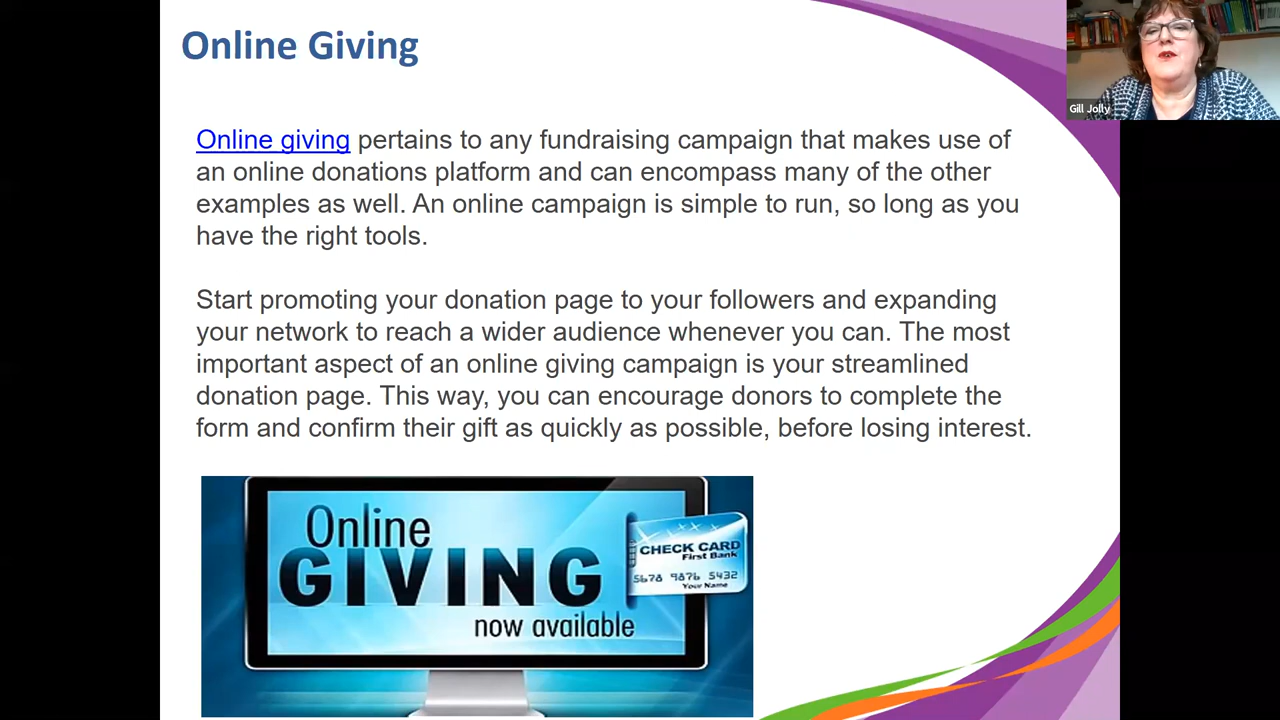 Online Giving
Gill Jolly
Online giving pertains to any fundraising campaign that makes use of
an online donations platform and can encompass many of the other
examples as well. An online campaign is simple to run, so long as you
have the right tools.
Start promoting your donation page to your followers and expanding
your network to reach a wider audience whenever you can. The most
important aspect of an online giving campaign is your streamlined
donation page. This way, you can encourage donors to complete the
form and confirm their gift as quickly as possible, before losing interest.
Online
GIVING
now available
CHECK CARD
First Bank
5678 9876 5432
Your Name